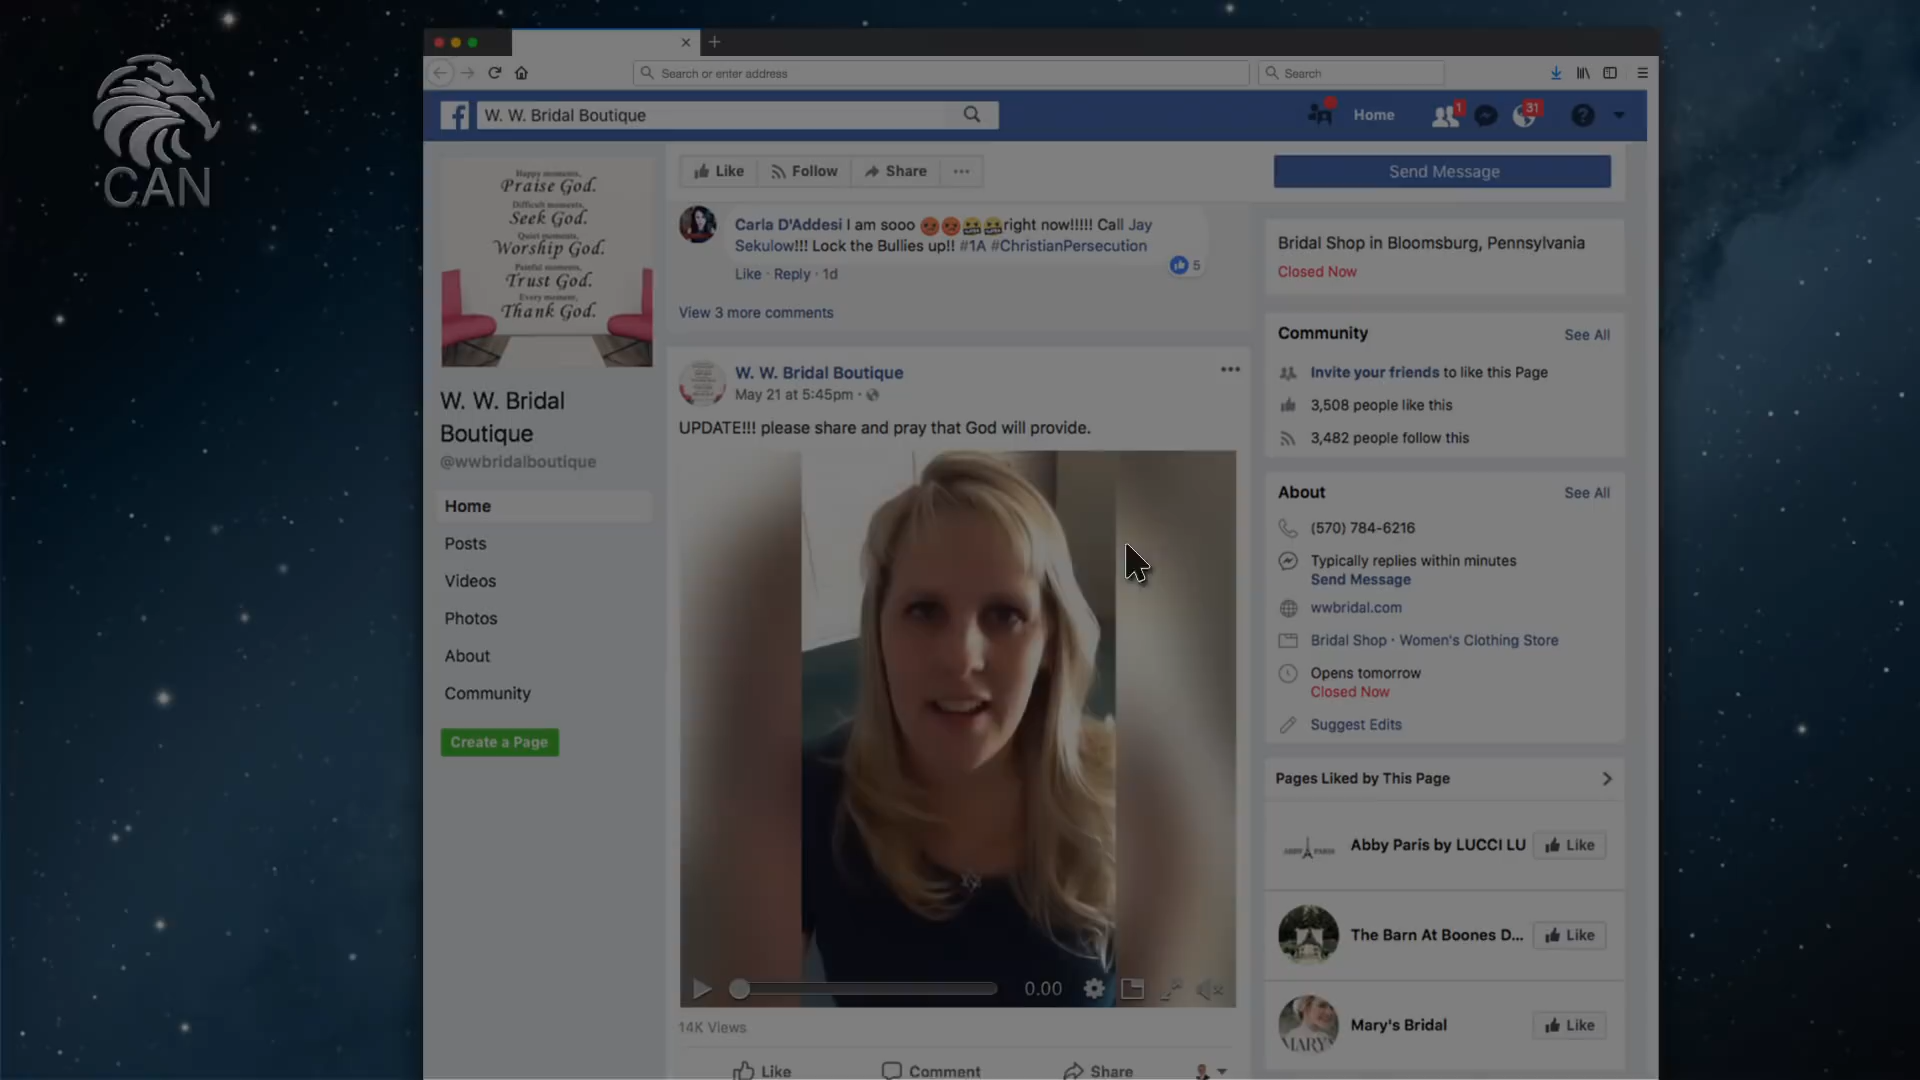 CAN
Search or enter address
Search
W. W. Bridal Boutique
Home
1
31
Happy moments,
Praise God.
Difficult moments,
Seek God.
Quiet moments,
Worship God.
Painful moments,
Trust God.
Every moment,
Thank God.
W. W. Bridal
Boutique
@wwbridalboutique
Home
Posts
Videos
Photos
About
Community
Create a Page
Like
Follow
Share
Carla D'Addesi I am sooo 😡😡🤬🤬right now!!!!! Call Jay
Sekulow!!! Lock the Bullies up!! #1A #ChristianPersecution
5
Like · Reply · 1d
View 3 more comments
W. W. Bridal Boutique
May 21 at 5:45pm ·
UPDATE!!! please share and pray that God will provide.
0.00
14K Views
Like
Comment
Share
Send Message
Bridal Shop in Bloomsburg, Pennsylvania
Closed Now
Community
See All
Invite your friends to like this Page
3,508 people like this
3,482 people follow this
About
See All
(570) 784-6216
Typically replies within minutes
Send Message
wwbridal.com
Bridal Shop · Women's Clothing Store
Opens tomorrow
Closed Now
Suggest Edits
Pages Liked by This Page
ABBY PARIS
Abby Paris by LUCCI LU
Like
The Barn At Boones D...
Like
MARY'S
Mary's Bridal
Like